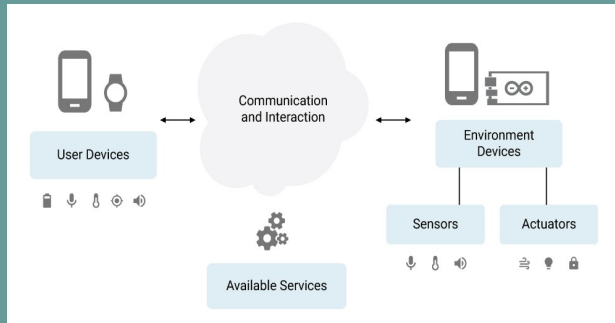 Communication
and Interaction
User Devices
Environment
Devices
Sensors
Actuators
Available Services